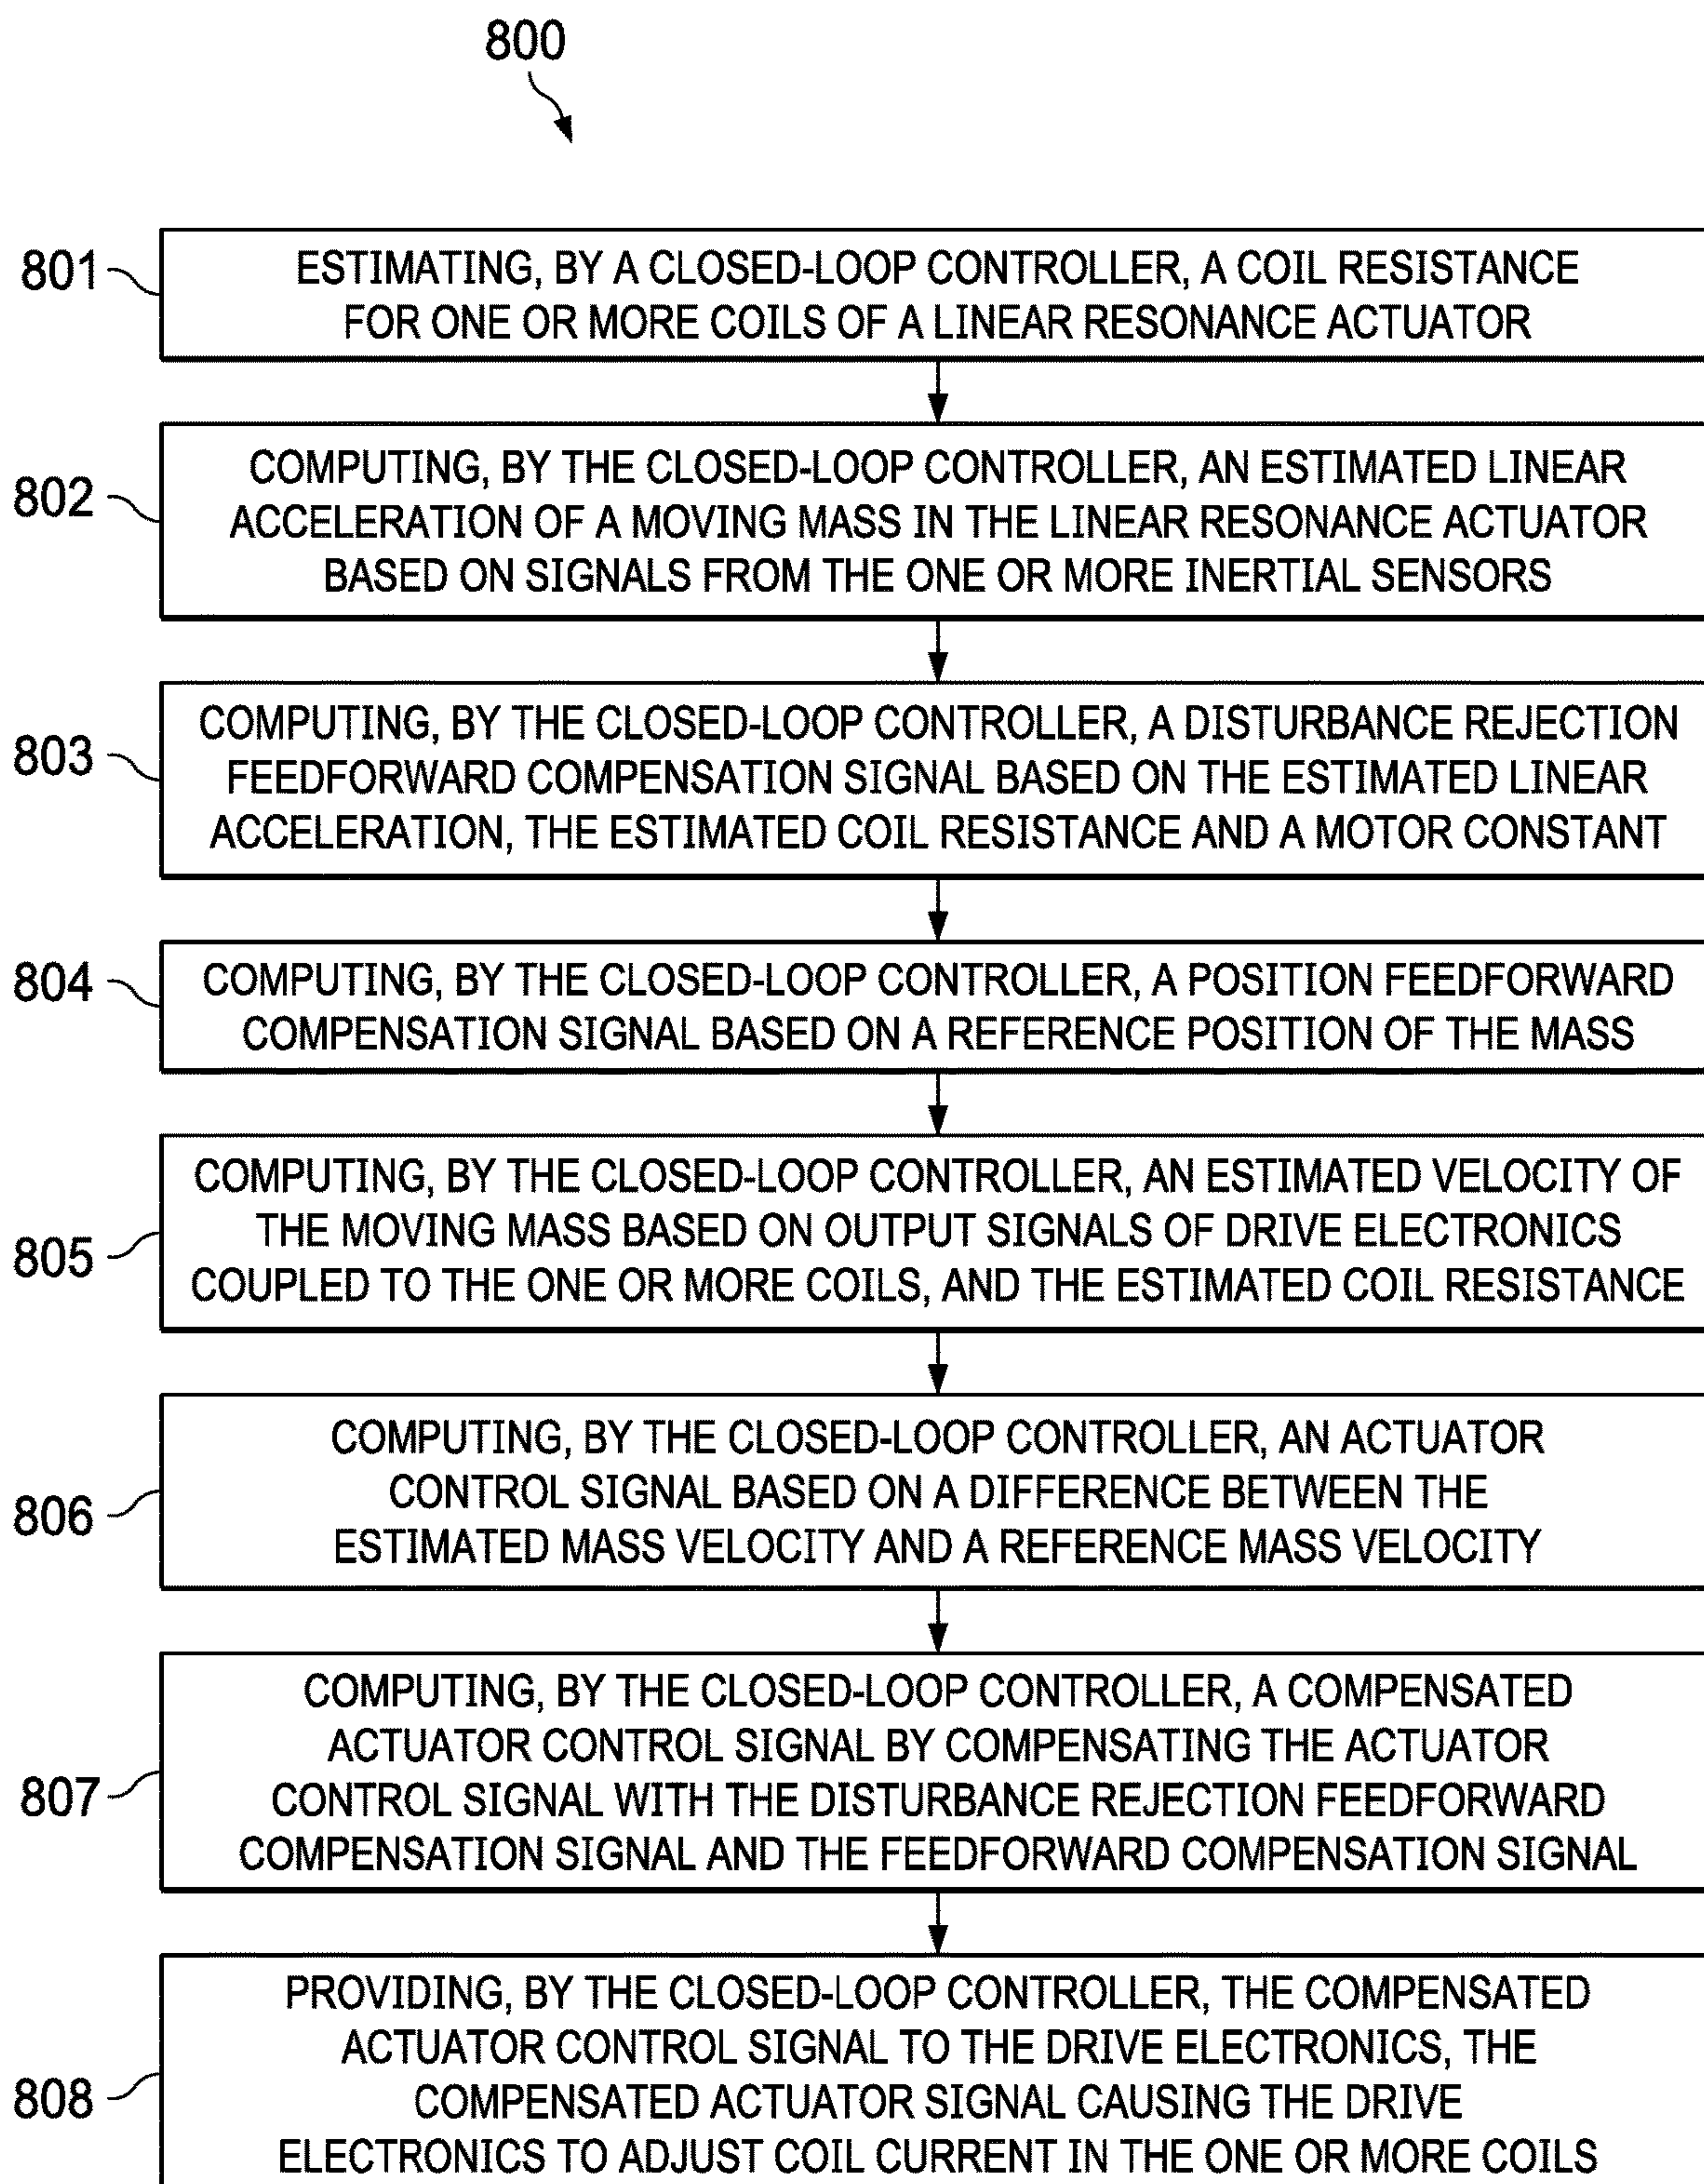 800
801
ESTIMATING, BY A CLOSED-LOOP CONTROLLER, A COIL RESISTANCE
FOR ONE OR MORE COILS OF A LINEAR RESONANCE ACTUATOR
802
COMPUTING, BY THE CLOSED-LOOP CONTROLLER, AN ESTIMATED LINEAR
ACCELERATION OF A MOVING MASS IN THE LINEAR RESONANCE ACTUATOR
BASED ON SIGNALS FROM THE ONE OR MORE INERTIAL SENSORS
803
COMPUTING, BY THE CLOSED-LOOP CONTROLLER, A DISTURBANCE REJECTION
FEEDFORWARD COMPENSATION SIGNAL BASED ON THE ESTIMATED LINEAR
ACCELERATION, THE ESTIMATED COIL RESISTANCE AND A MOTOR CONSTANT
804
COMPUTING, BY THE CLOSED-LOOP CONTROLLER, A POSITION FEEDFORWARD
COMPENSATION SIGNAL BASED ON A REFERENCE POSITION OF THE MASS
805
COMPUTING, BY THE CLOSED-LOOP CONTROLLER, AN ESTIMATED VELOCITY OF
THE MOVING MASS BASED ON OUTPUT SIGNALS OF DRIVE ELECTRONICS
COUPLED TO THE ONE OR MORE COILS, AND THE ESTIMATED COIL RESISTANCE
806
COMPUTING, BY THE CLOSED-LOOP CONTROLLER, AN ACTUATOR
CONTROL SIGNAL BASED ON A DIFFERENCE BETWEEN THE
ESTIMATED MASS VELOCITY AND A REFERENCE MASS VELOCITY
807
COMPUTING, BY THE CLOSED-LOOP CONTROLLER, A COMPENSATED
ACTUATOR CONTROL SIGNAL BY COMPENSATING THE ACTUATOR
CONTROL SIGNAL WITH THE DISTURBANCE REJECTION FEEDFORWARD
COMPENSATION SIGNAL AND THE FEEDFORWARD COMPENSATION SIGNAL
808
PROVIDING, BY THE CLOSED-LOOP CONTROLLER, THE COMPENSATED
ACTUATOR CONTROL SIGNAL TO THE DRIVE ELECTRONICS, THE
COMPENSATED ACTUATOR SIGNAL CAUSING THE DRIVE
ELECTRONICS TO ADJUST COIL CURRENT IN THE ONE OR MORE COILS